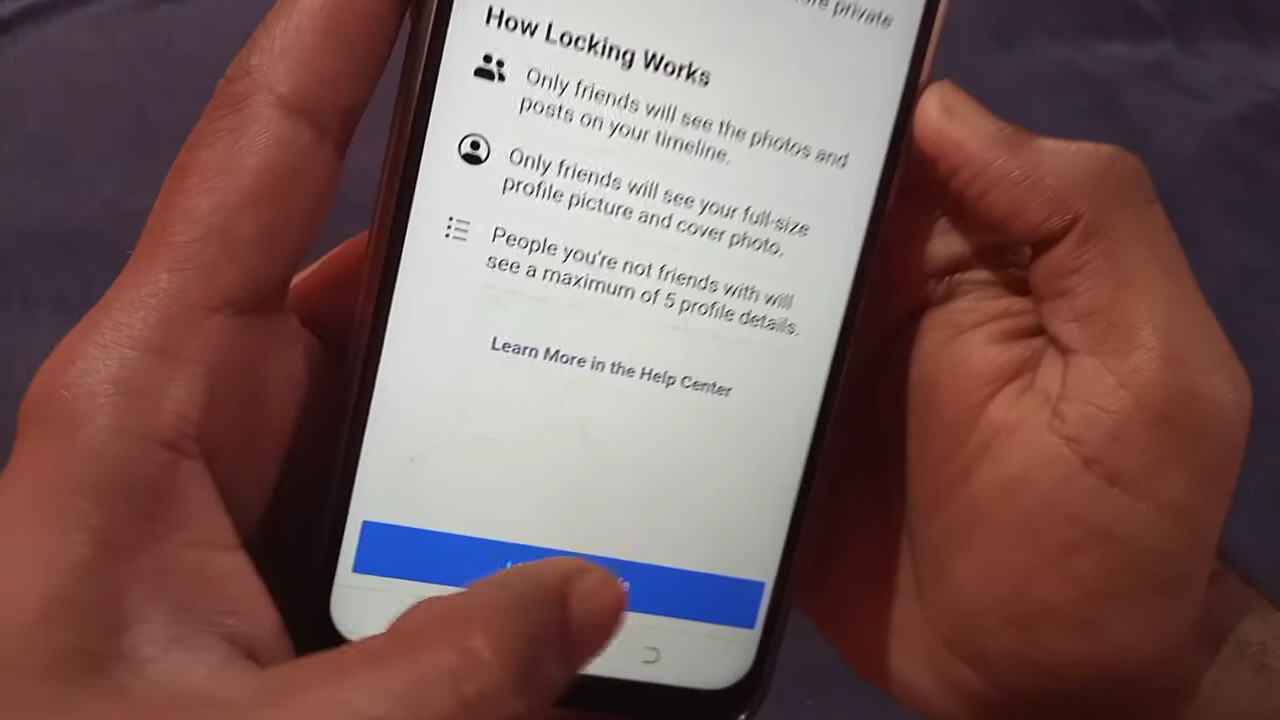 private
How Locking Works
Only friends will see the photos and
posts on your timeline.
Only friends will see your full-size
profile picture and cover photo.
People you're not friends with will
see a maximum of 5 profile details.
Learn More in the Help Center